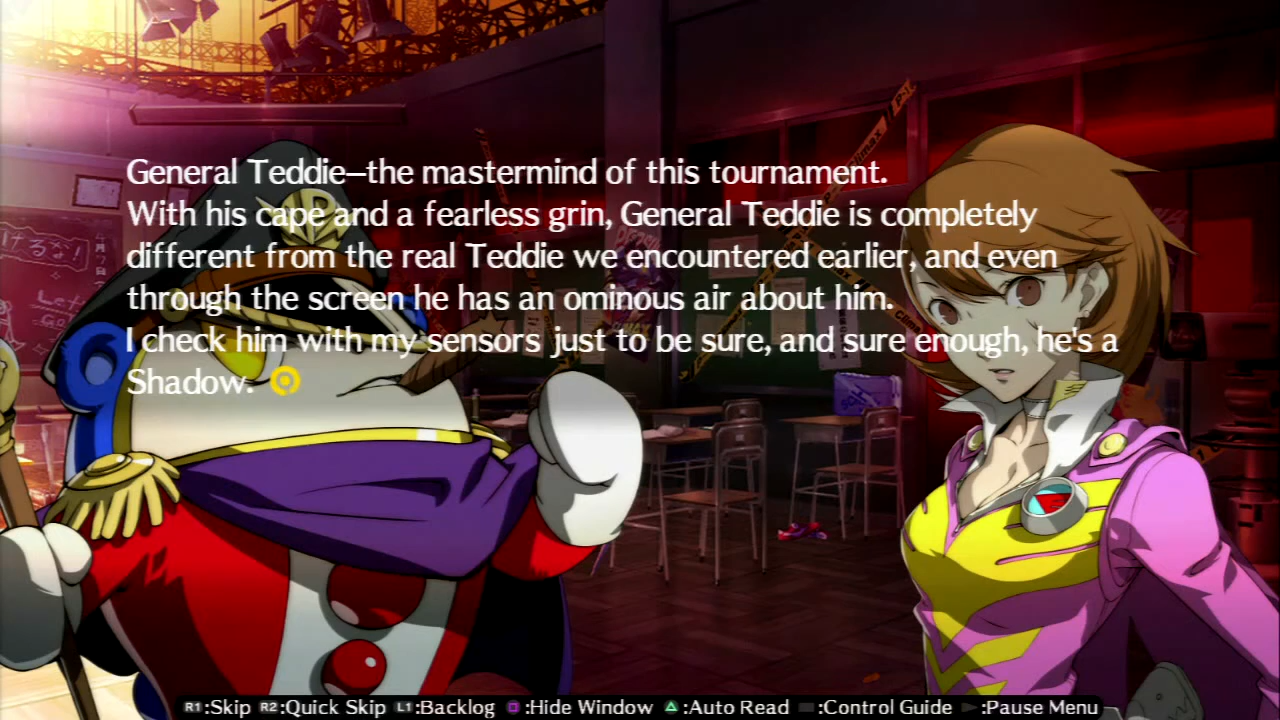 General Teddie—the mastermind of this tournament.
With his cape and a fearless grin, General Teddie is completely
different from the real Teddie we encountered earlier, and even
through the screen he has an ominous air about him.
I check him with my sensors just to be sure, and sure enough, he's a
Shadow.
R1:Skip R2:Quick Skip L1:Backlog :Hide Window :Auto Read :Control Guide :Pause Menu